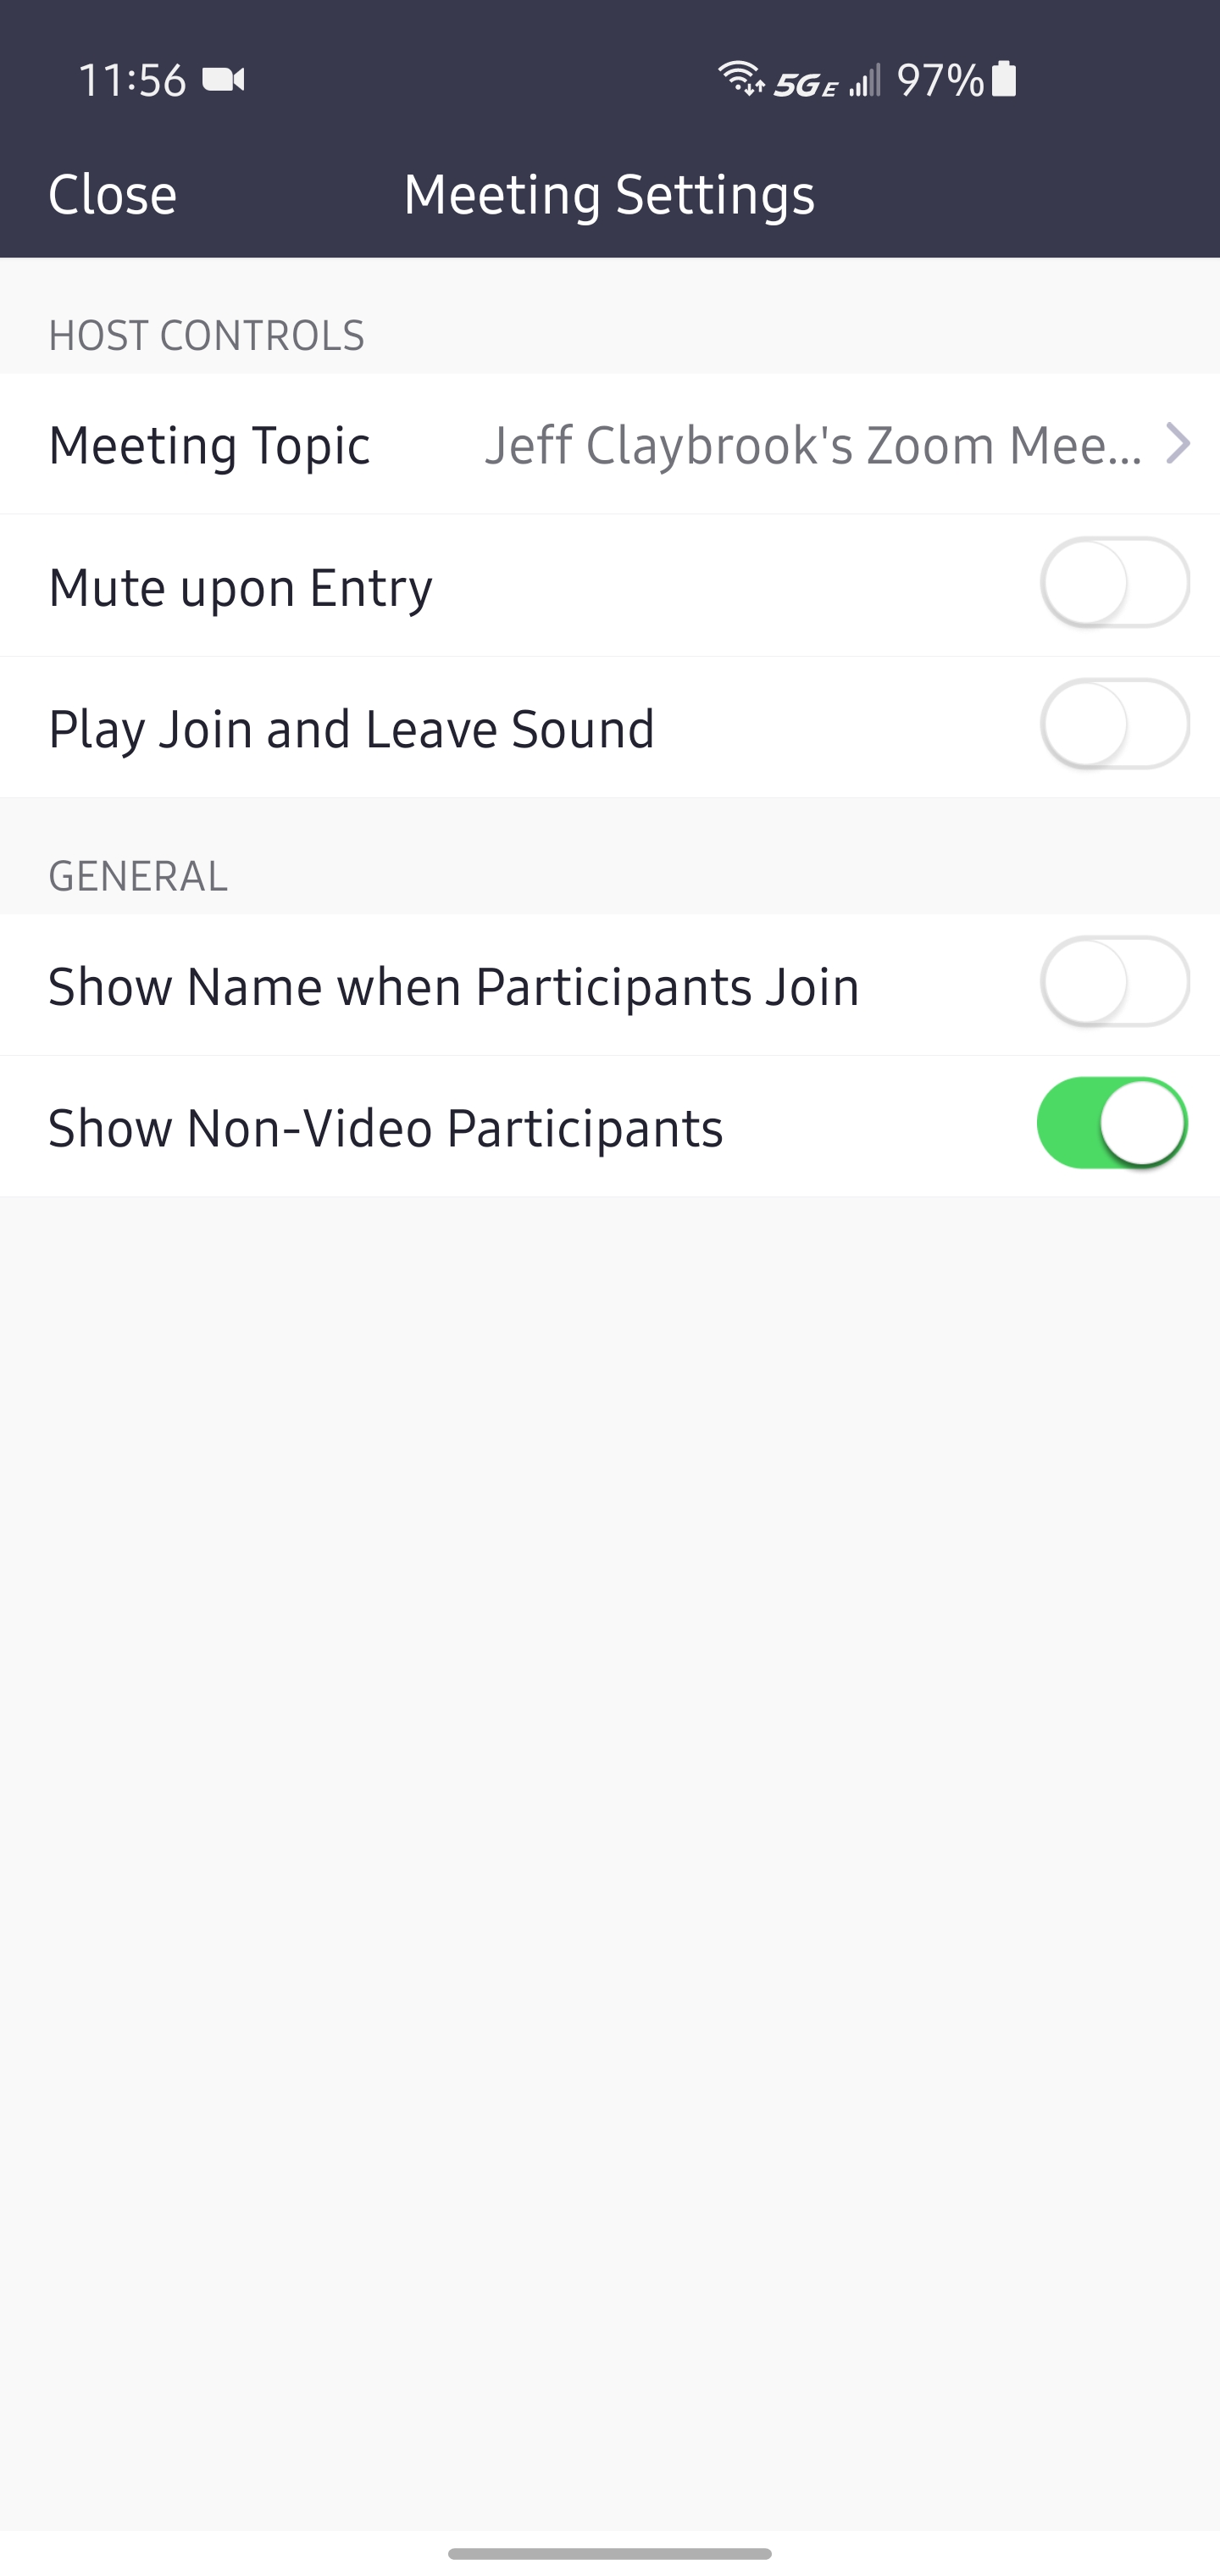 11:56 5G E 97%
Close Meeting Settings
HOST CONTROLS
Meeting Topic Jeff Claybrook's Zoom Mee...
Mute upon Entry
Play Join and Leave Sound
GENERAL
Show Name when Participants Join
Show Non-Video Participants